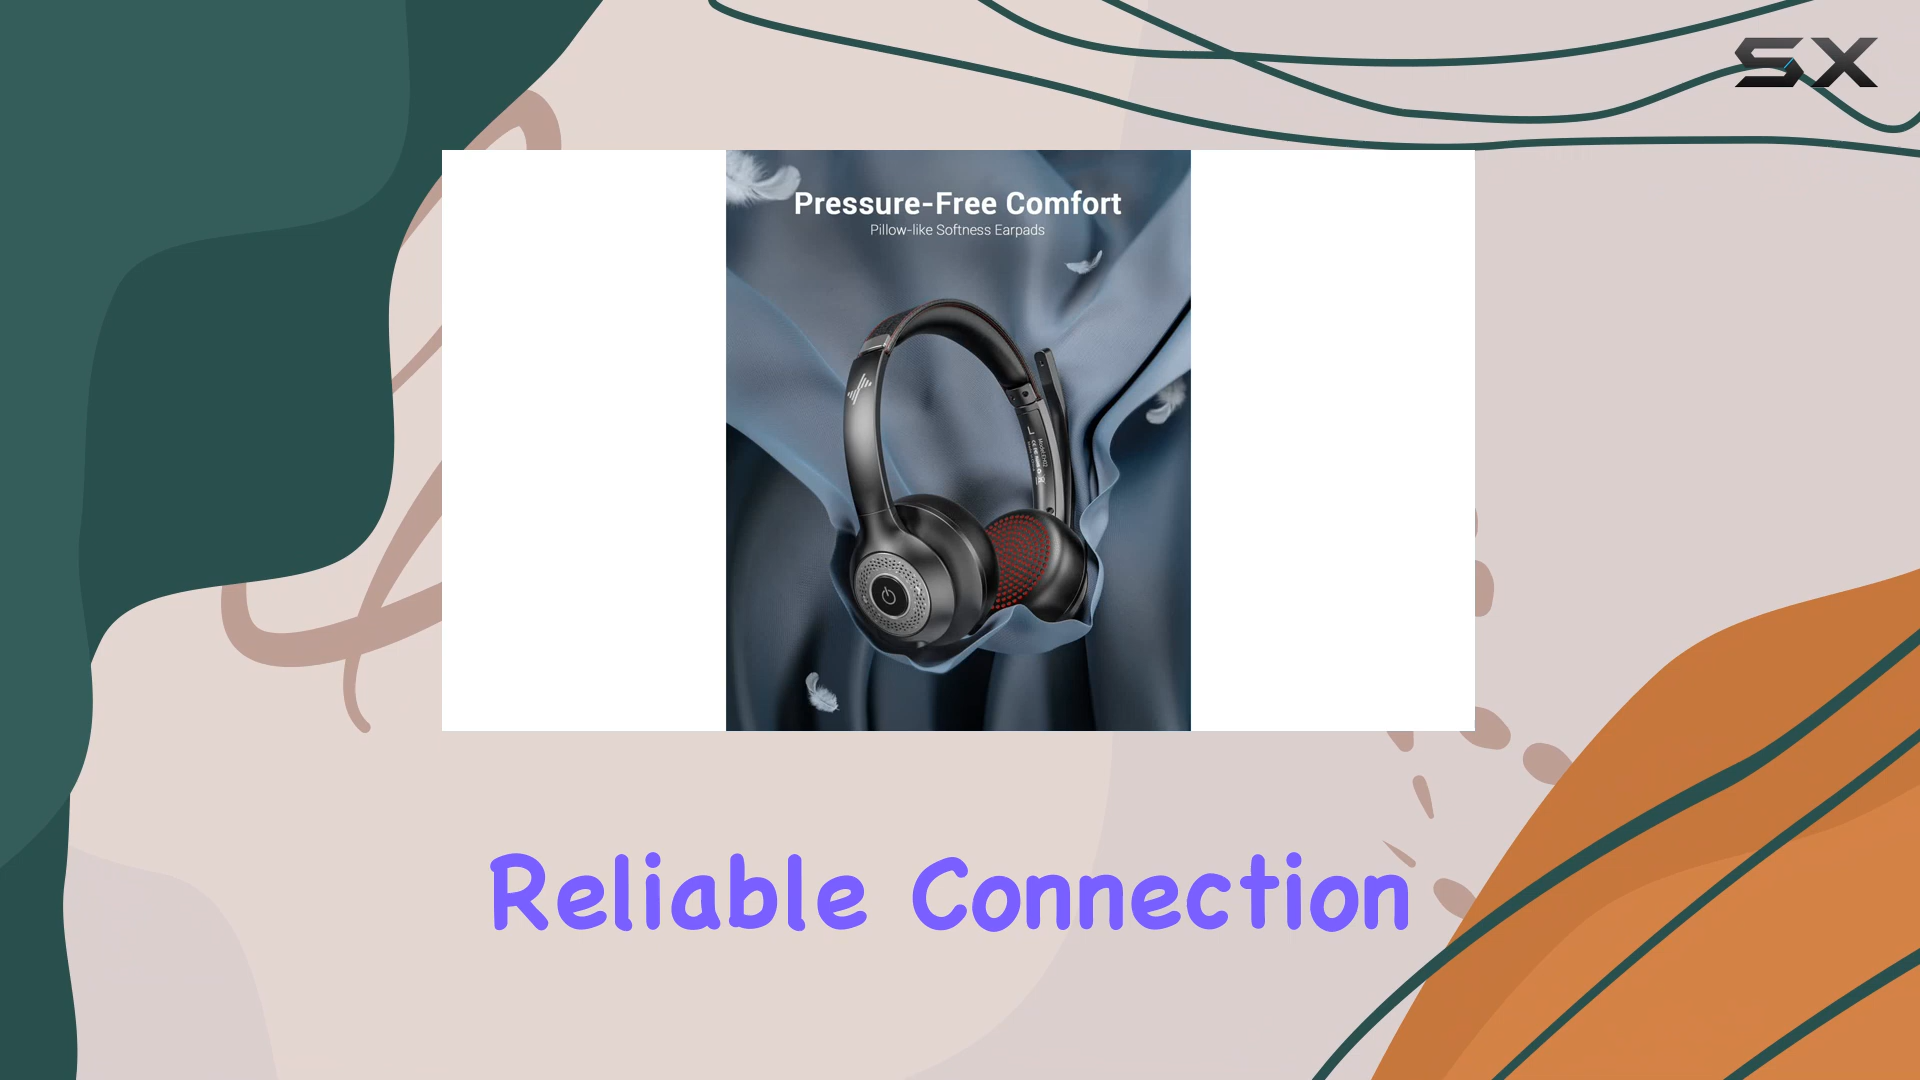 SX
Pressure-Free Comfort
Pillow-like Softness Earpads
Reliable Connection